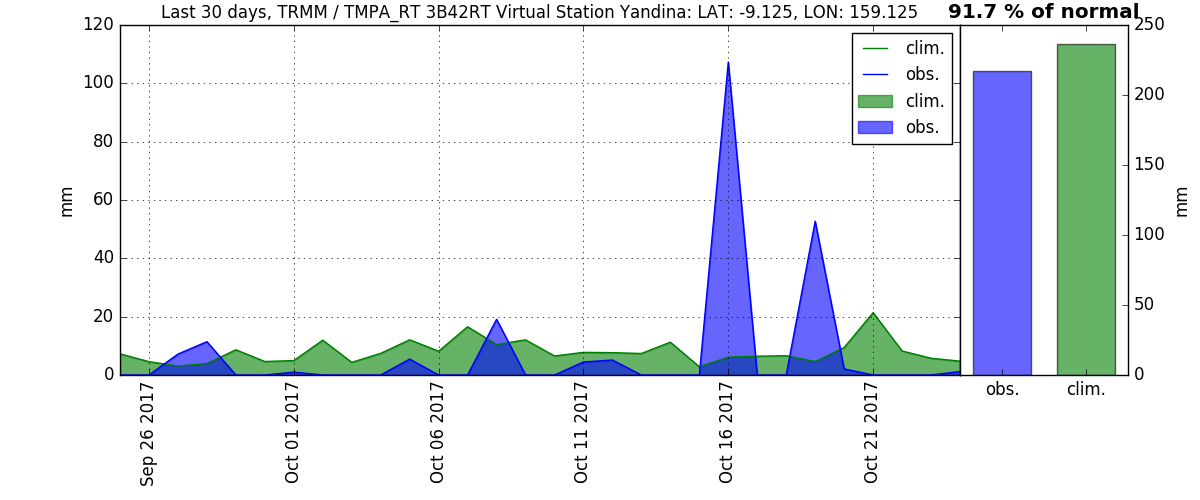 Last 30 days, TRMM / TMPA_RT 3B42RT Virtual Station Yandina: LAT: -9.125, LON: 159.125
91.7 % of normal
120
100
80
60
40
20
0
mm
clim.
obs.
clim.
obs.
Sep 26 2017
Oct 01 2017
Oct 06 2017
Oct 11 2017
Oct 16 2017
Oct 21 2017
250
200
150
100
50
0
mm
obs.
clim.